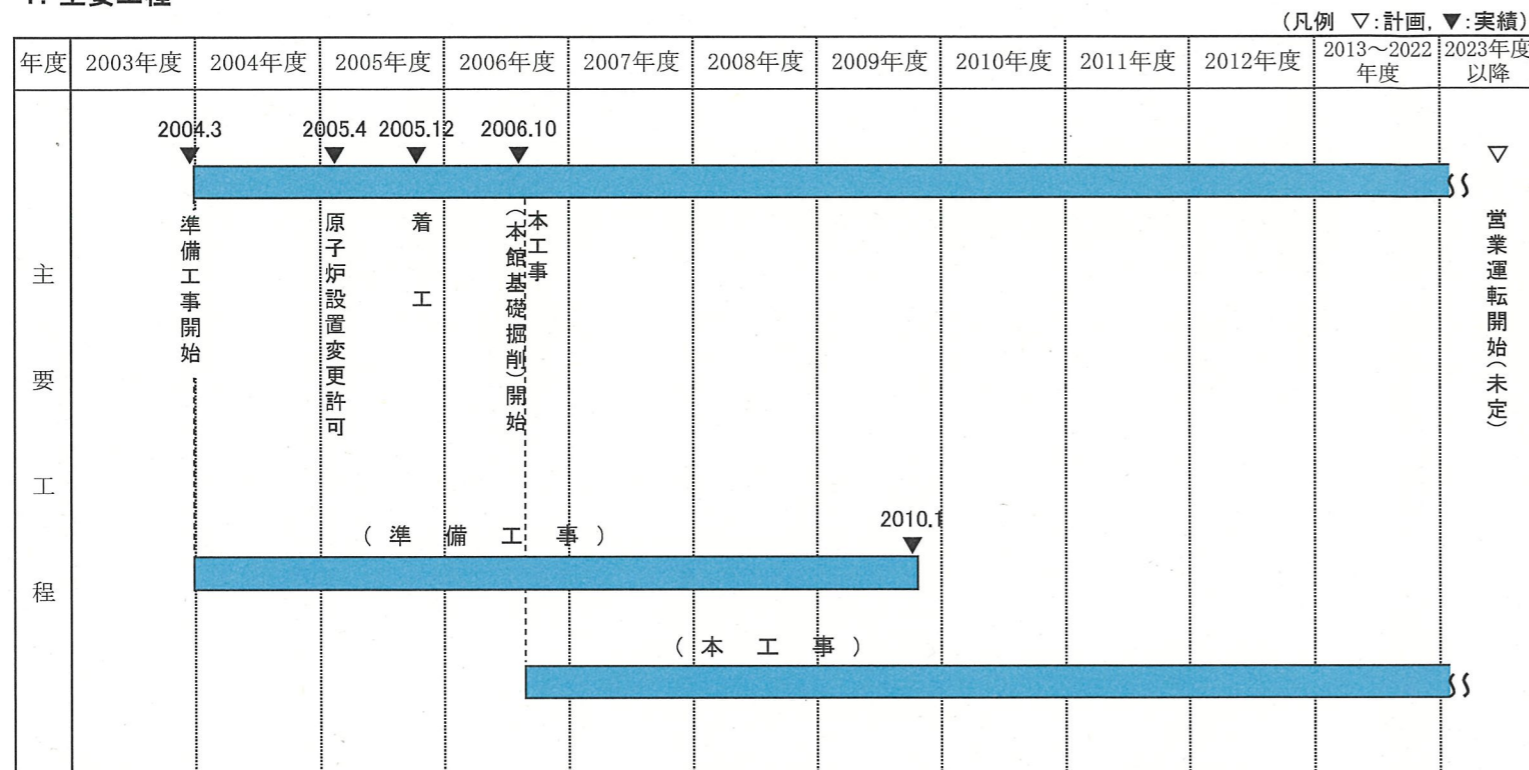 1. 主要工程
(凡例 ▽:計画, ▼:実績)
年度
2003年度
2004年度
2005年度
2006年度
2007年度
2008年度
2009年度
2010年度
2011年度
2012年度
2013~2022
年度
2023年度
以降
主要工程
2004.3
▼
準備工事開始
2005.4
▼
原子炉設置変更許可
2005.12
▼
着工
2006.10
▼
本工事
(本館基礎掘削)開始
▽
営業運転開始(未定)
(準備工事)
2010.1
▼
(本工事)